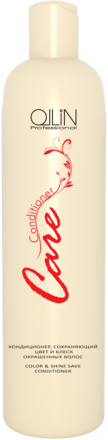 OLLiN
Professional
Conditioner
Care
КОНДИЦИОНЕР, СОХРАНЯЮЩИЙ
ЦВЕТ И БЛЕСК
ОКРАШЕННЫХ ВОЛОС
COLOR & SHINE SAVE
CONDITIONER